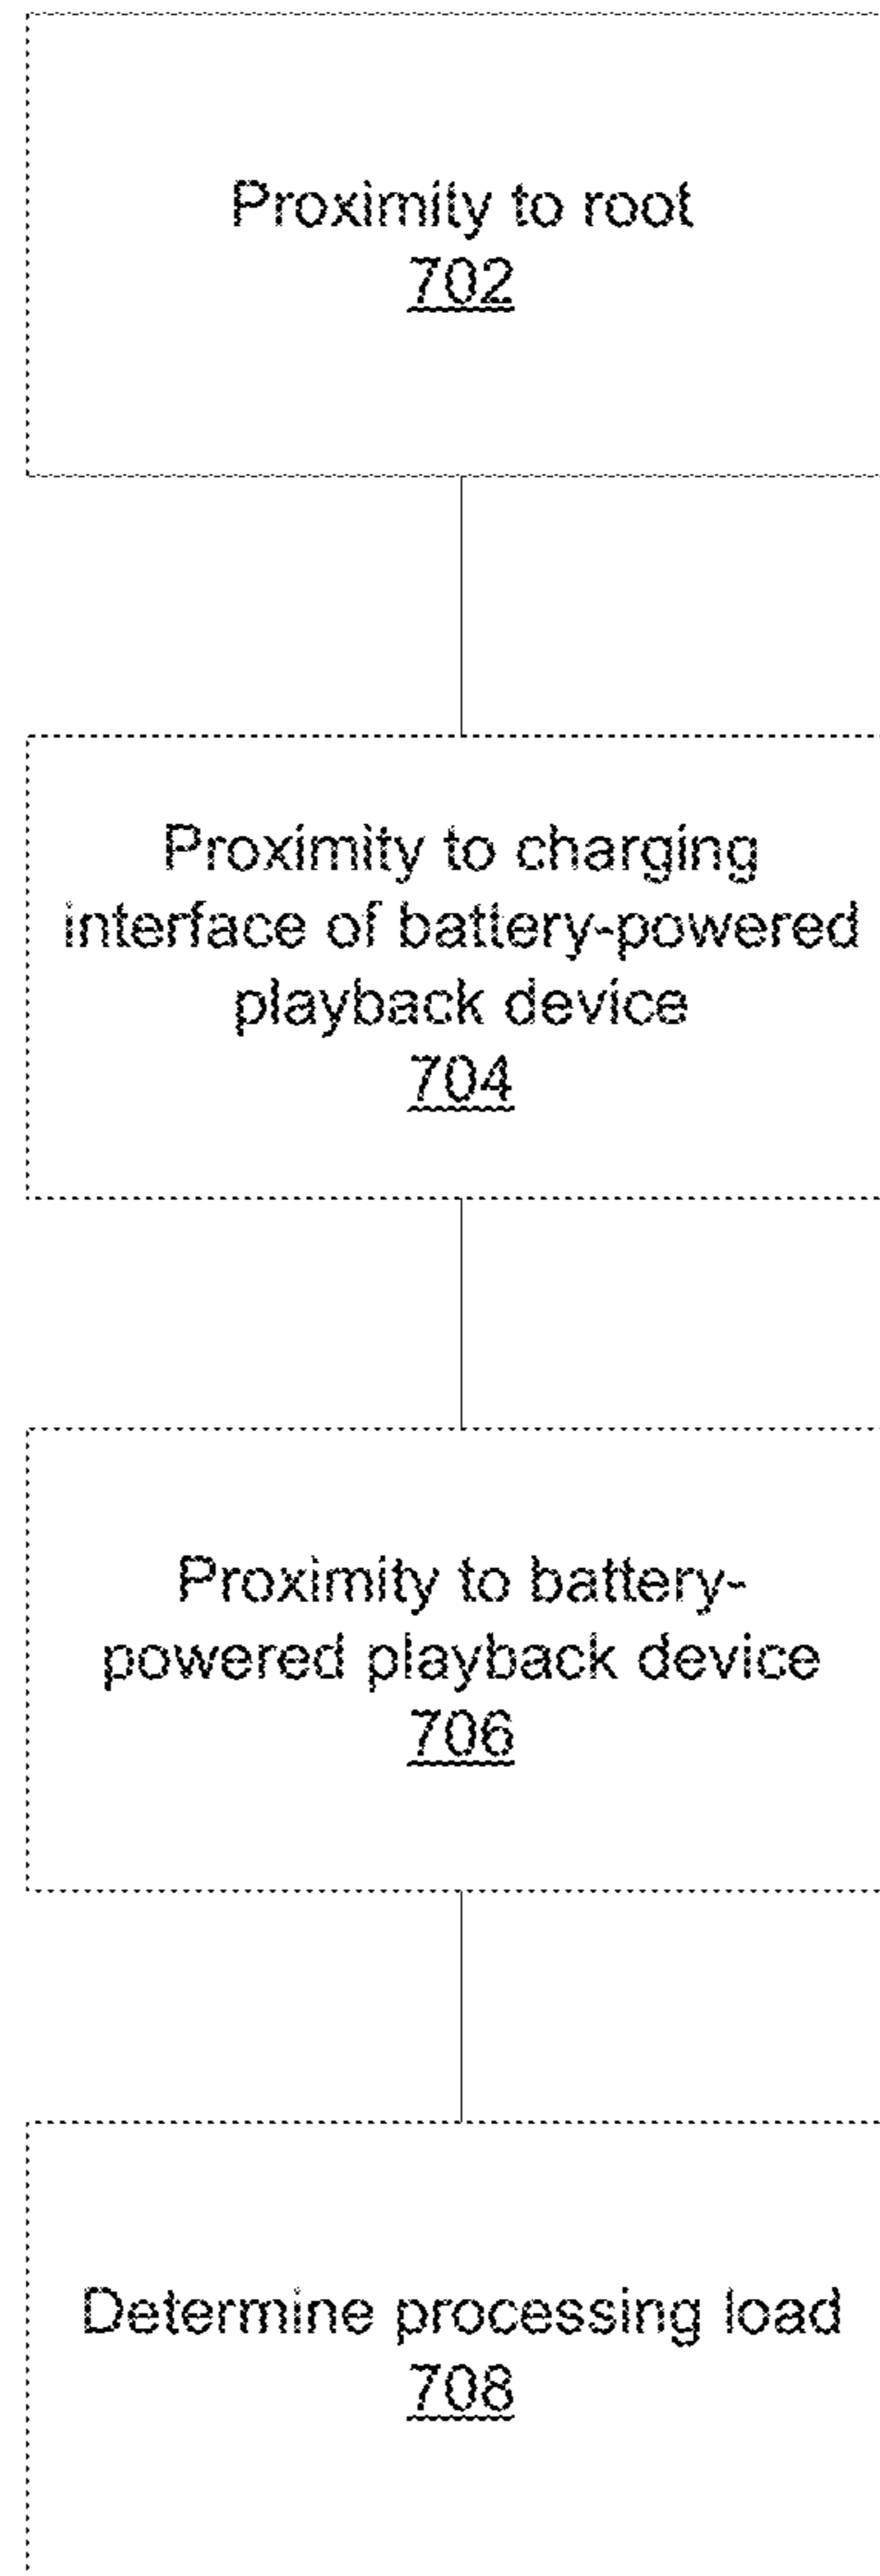 Proximity to root
702
Proximity to charging
interface of battery-powered
playback device
704
Proximity to battery-
powered playback device
706
Determine processing load
708